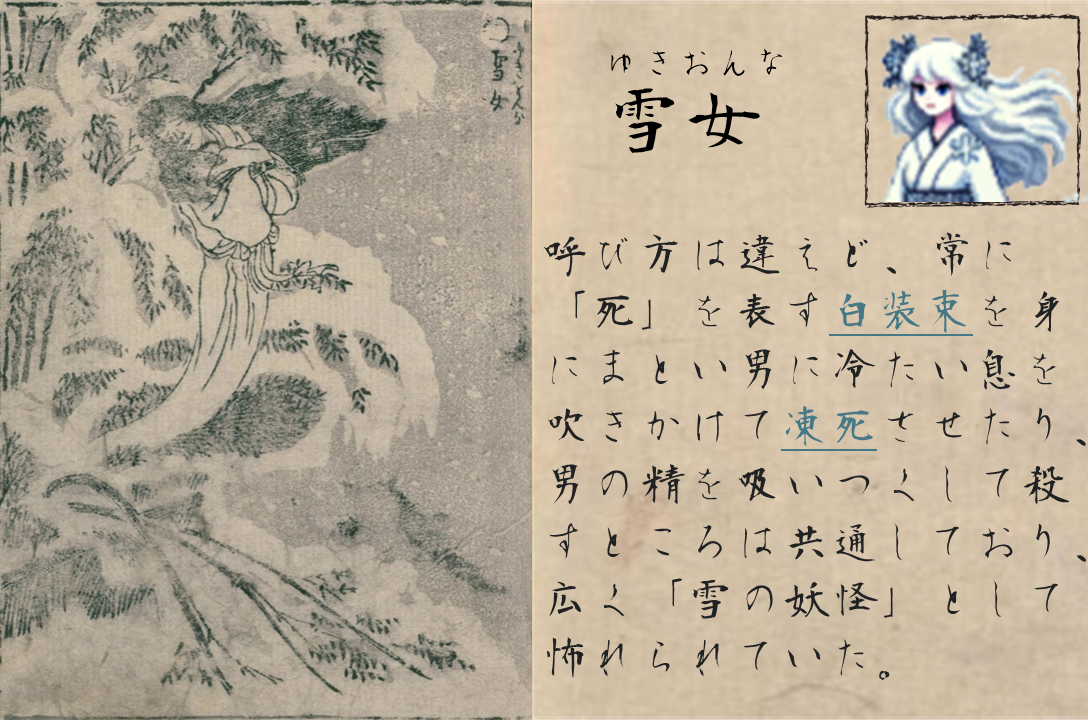 ゆきおんな
雪女
ゆきおんな
雪女
呼び方は違えど、常に
「死」を表す白装束を身
にまとい男に冷たい息を
吹きかけて凍死させたり、
男の精を吸いつくして殺
すところは共通しており、
広く「雪の妖怪」として
怖れられていた。